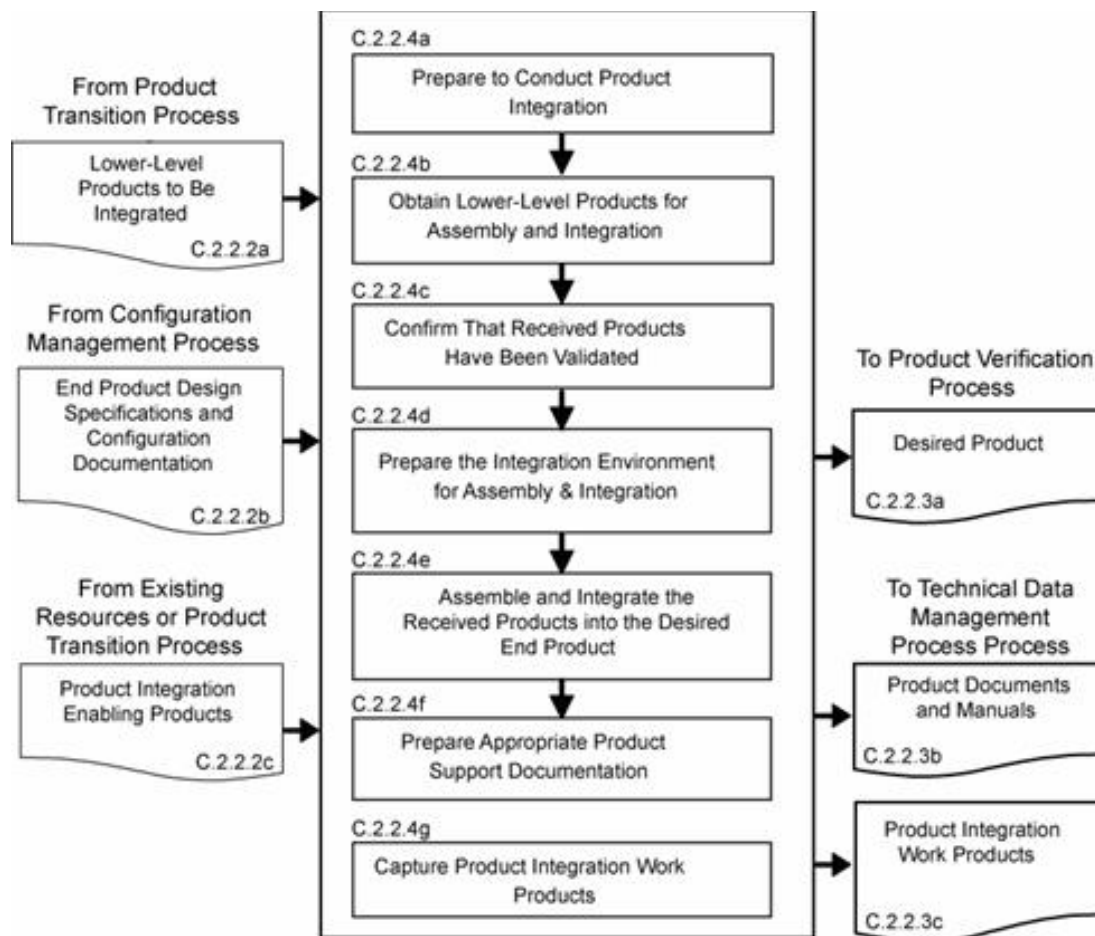 From Product
Transition Process
Lower-Level
Products to Be
Integrated
C.2.2.2a
From Configuration
Management Process
End Product Design
Specifications and
Configuration
Documentation
C.2.2.2b
From Existing
Resources or Product
Transition Process
Product Integration
Enabling Products
C.2.2.2c
C.2.2.4a
Prepare to Conduct Product
Integration
C.2.2.4b
Obtain Lower-Level Products for
Assembly and Integration
C.2.2.4c
Confirm That Received Products
Have Been Validated
C.2.2.4d
Prepare the Integration Environment
for Assembly & Integration
C.2.2.4e
Assemble and Integrate the
Received Products into the Desired
End Product
C.2.2.4f
Prepare Appropriate Product
Support Documentation
C.2.2.4g
Capture Product Integration Work
Products
To Product Verification
Process
Desired Product
C.2.2.3a
To Technical Data
Management
Process Process
Product Documents
and Manuals
C.2.2.3b
Product Integration
Work Products
C.2.2.3c